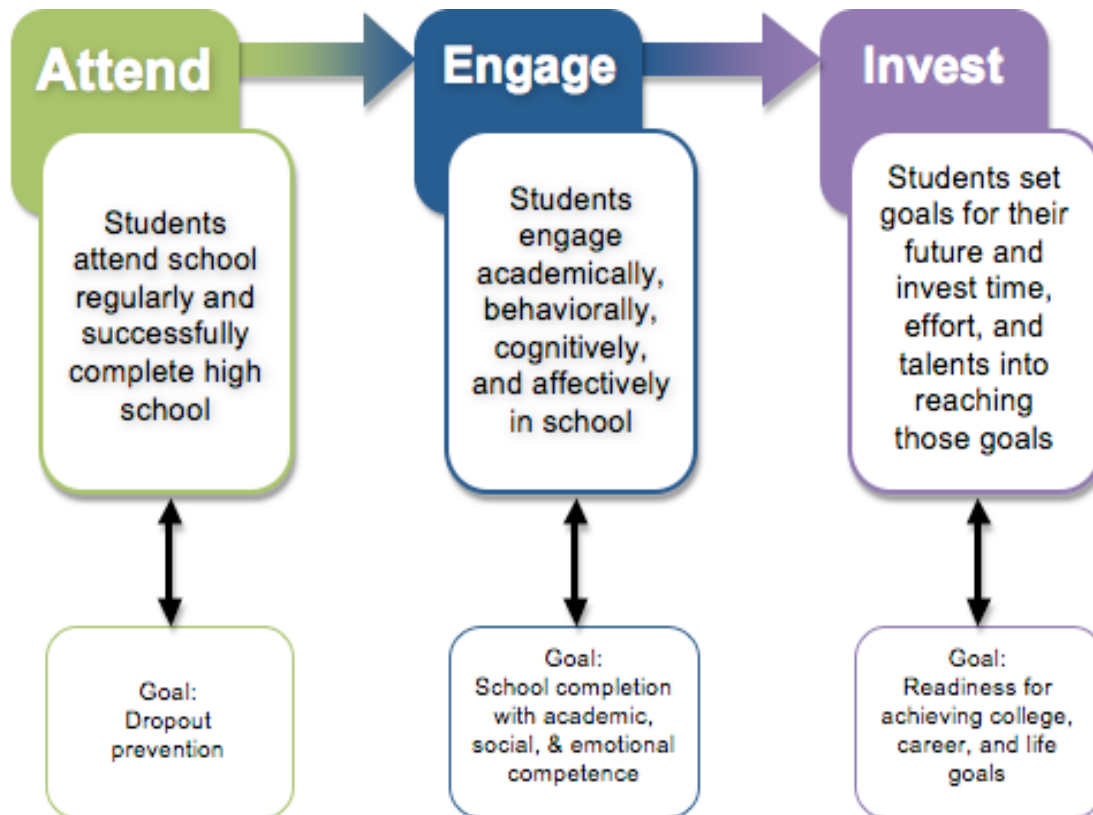 Attend
Engage
Invest
Students
attend school
regularly and
successfully
complete high
school
Students
engage
academically,
behaviorally,
cognitively,
and affectively
in school
Students set
goals for their
future and
invest time,
effort, and
talents into
reaching
those goals
Goal:
Dropout
prevention
Goal:
School completion
with academic,
social, & emotional
competence
Goal:
Readiness for
achieving college,
career, and life
goals